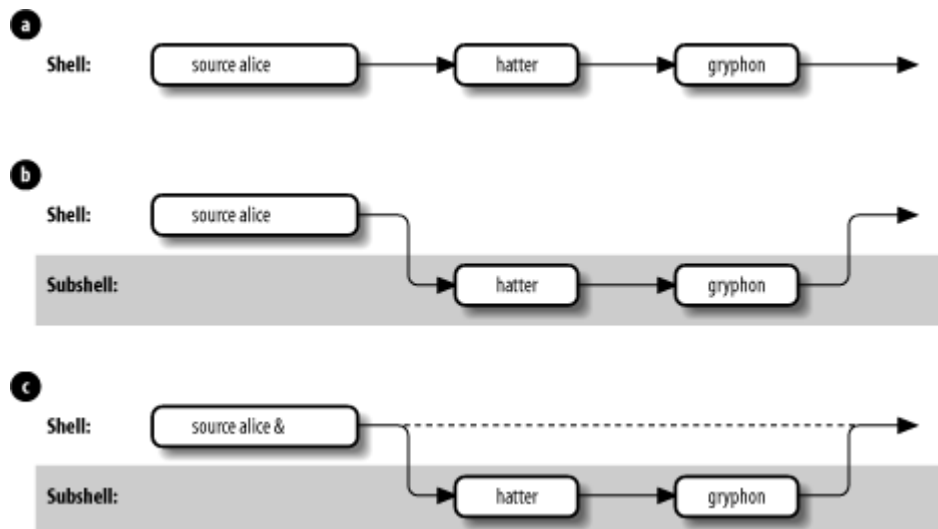 a
Shell: source alice hatter gryphon
b
Shell: source alice
Subshell: hatter gryphon
c
Shell: source alice &
Subshell: hatter gryphon